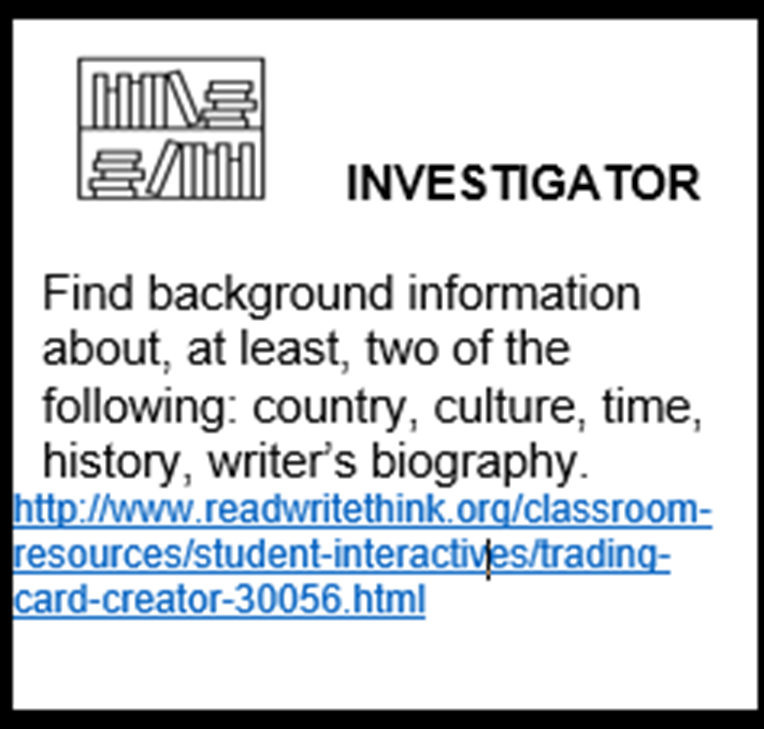 INVESTIGATOR
Find background information
about, at least, two of the
following: country, culture, time,
history, writer's biography.
http://www.readwritethink.org/classroom-
resources/student-interactives/trading-
card-creator-30056.html